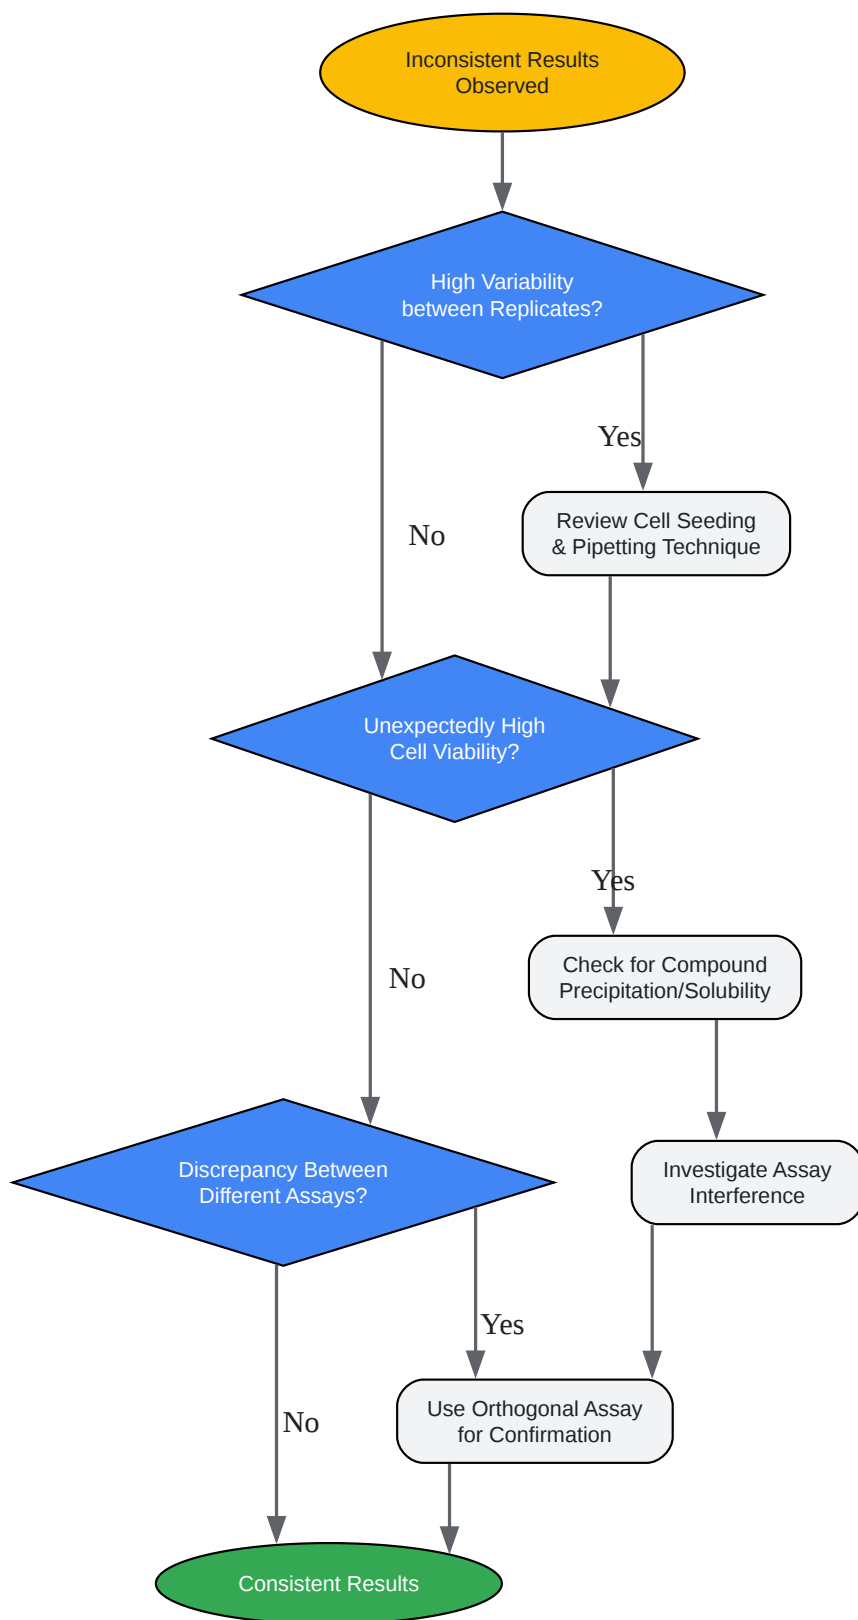 Inconsistent Results
Observed
High Variability
between Replicates?
Yes
No
Review Cell Seeding
& Pipetting Technique
Unexpectedly High
Cell Viability?
Yes
No
Check for Compound
Precipitation/Solubility
Discrepancy Between
Different Assays?
Investigate Assay
Interference
Yes
No
Use Orthogonal Assay
for Confirmation
Consistent Results